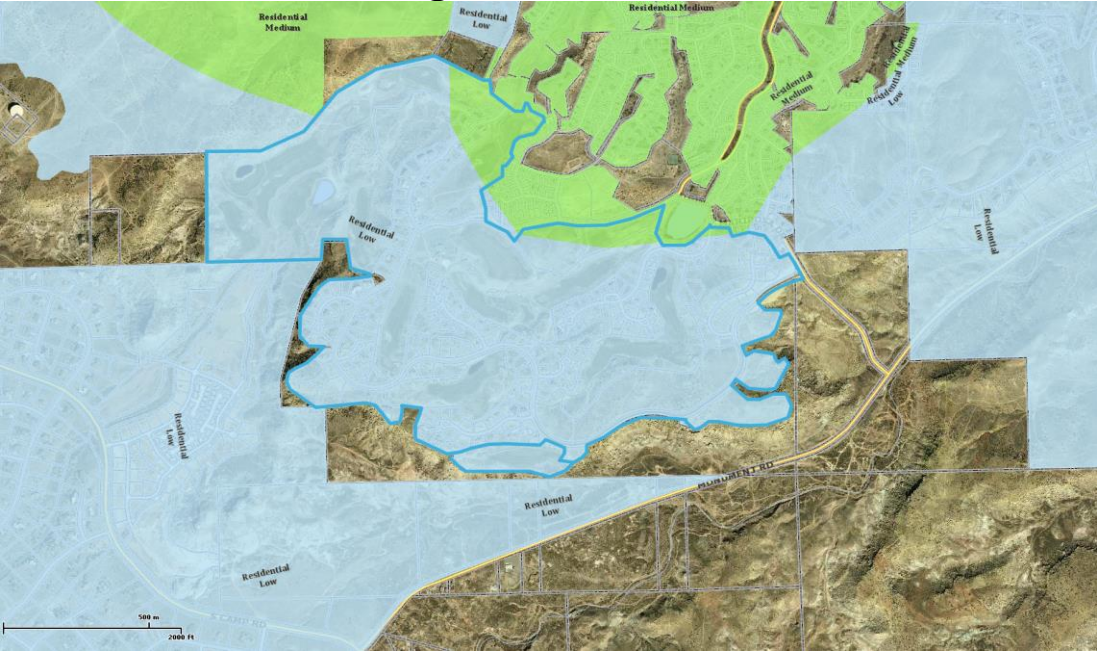 Residential
Medium
Residential
Low
Residential Medium
Residential
Medium
Residential Medium
Residential
Low
Residential
Low
Residential
Low
Residential
Low
Residential
Low
MONUMENT RD
Residential
Low
S CAMP RD
500 m
2000 ft